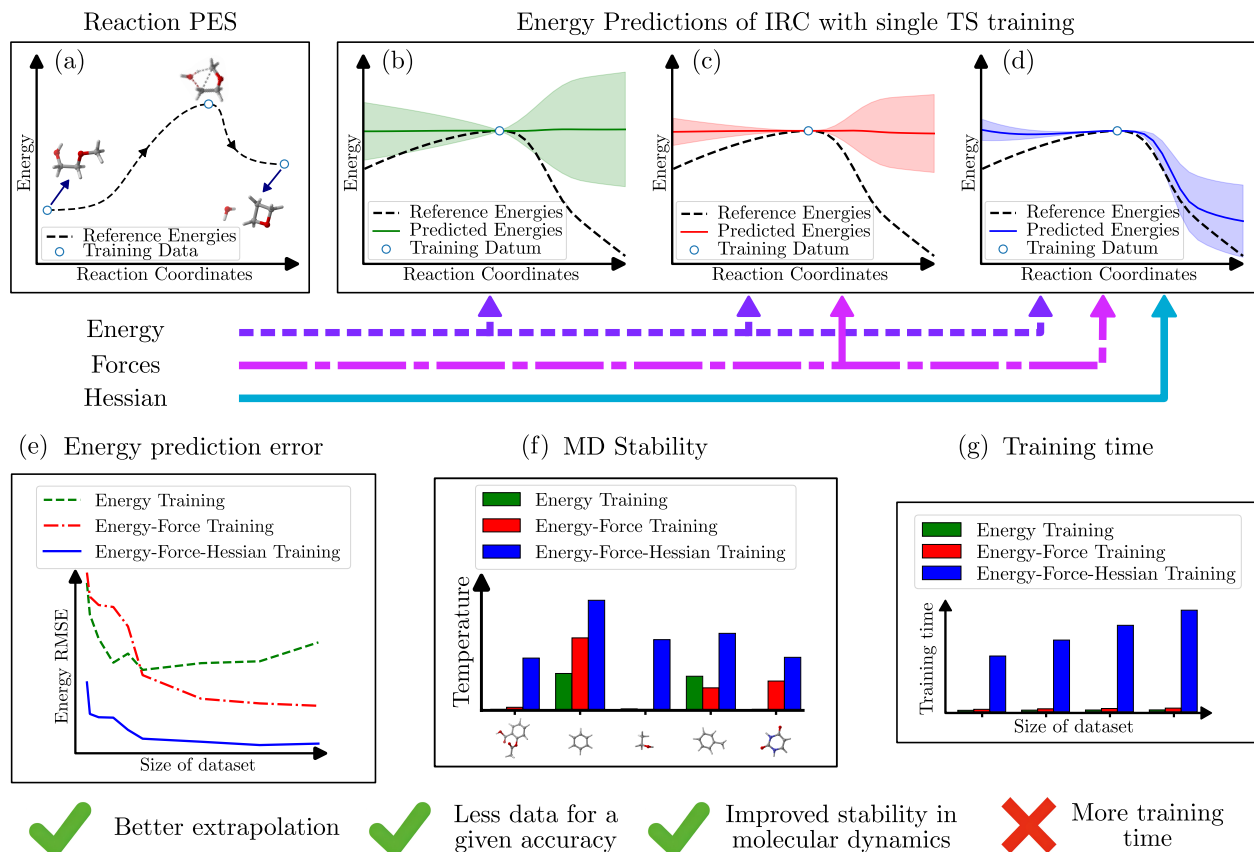 Reaction PES
Energy Predictions of IRC with single TS training
(a)
Energy
Reference Energies
Training Data
Reaction Coordinates
(b)
Energy
Reference Energies
Predicted Energies
Training Datum
Reaction Coordinates
(c)
Energy
Reference Energies
Predicted Energies
Training Datum
Reaction Coordinates
(d)
Energy
Reference Energies
Predicted Energies
Training Datum
Reaction Coordinates
Energy
Forces
Hessian
(e) Energy prediction error
Energy Training
Energy-Force Training
Energy-Force-Hessian Training
Energy RMSE
Size of dataset
(f) MD Stability
Energy Training
Energy-Force Training
Energy-Force-Hessian Training
Temperature
(g) Training time
Energy Training
Energy-Force Training
Energy-Force-Hessian Training
Training time
Size of dataset
Better extrapolation
Less data for a
given accuracy
Improved stability in
molecular dynamics
More training
time